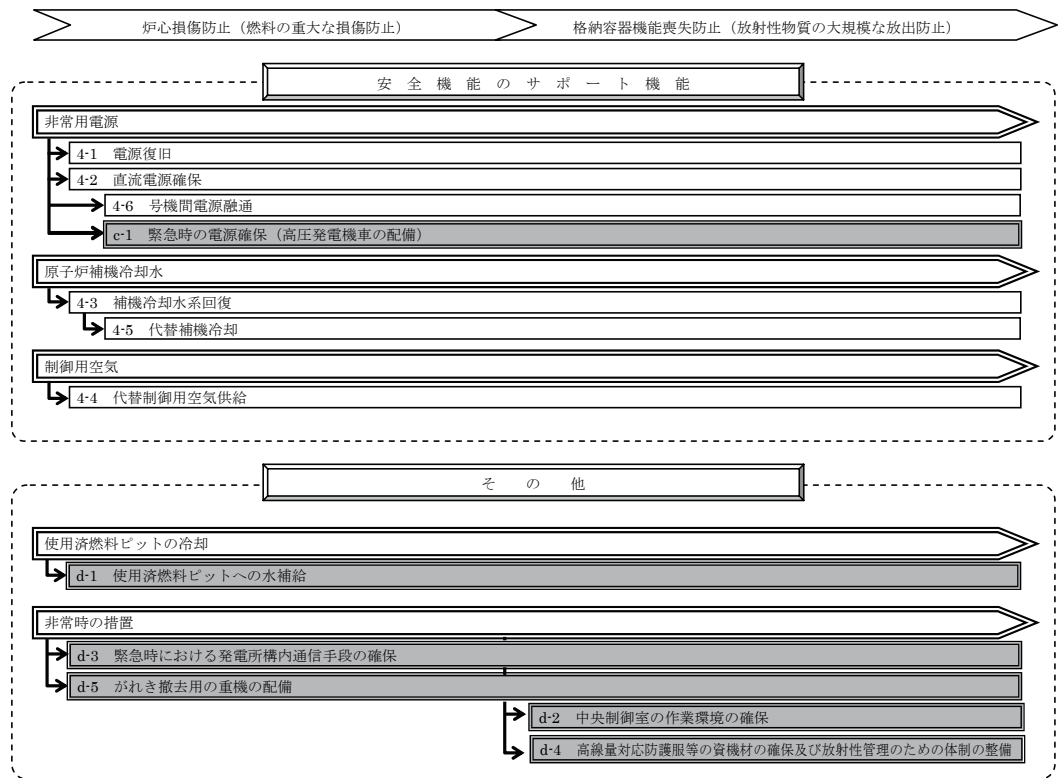 炉心損傷防止（燃料の重大な損傷防止）
格納容器機能喪失防止（放射性物質の大規模な放出防止）
安全機能のサポート機能
非常用電源
4-1 電源復旧
4-2 直流電源確保
4-6 号機間電源融通
c-1 緊急時の電源確保（高圧発電機車の配備）
原子炉補機冷却水
4-3 補機冷却水系回復
4-5 代替補機冷却
制御用空気
4-4 代替制御用空気供給
その他
使用済燃料ピットの冷却
d-1 使用済燃料ピットへの水補給
非常時の措置
d-3 緊急時における発電所構内通信手段の確保
d-5 がれき撤去用の重機の配備
d-2 中央制御室の作業環境の確保
d-4 高線量対応防護服等の資機材の確保及び放射性管理のための体制の整備